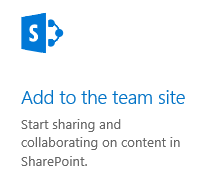 S
Add to the team site
Start sharing and
collaborating on content in
SharePoint.